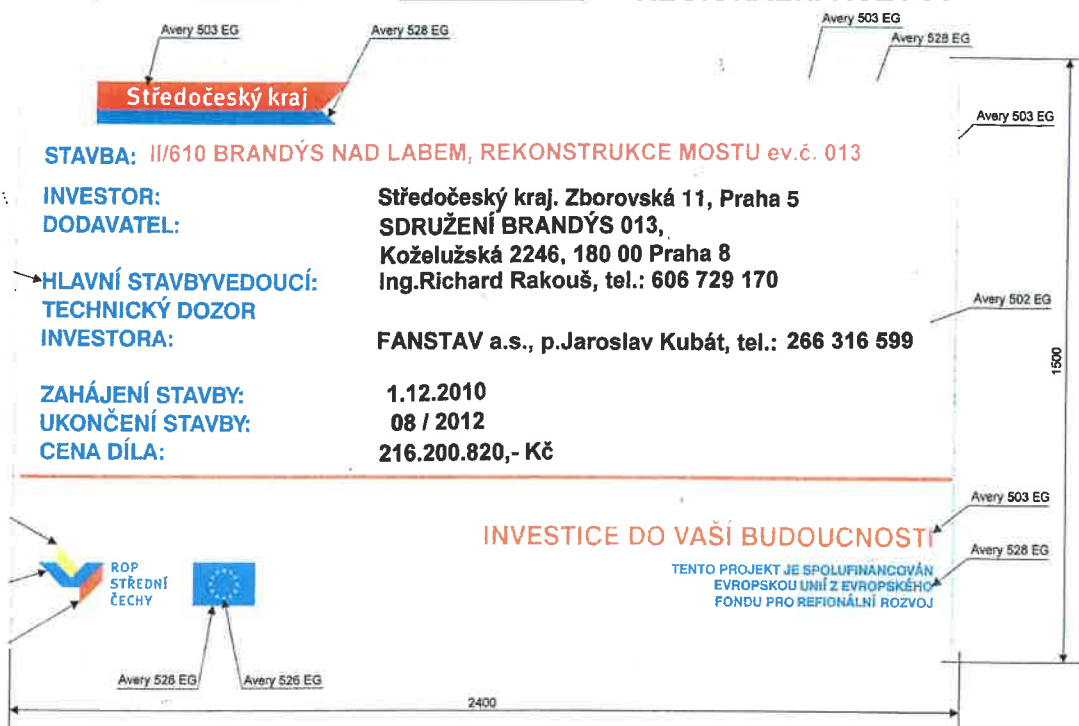 Avery 503 EG
Avery 528 EG
Avery 503 EG
Avery 528 EG
Středočeský kraj
Avery 503 EG
STAVBA: II/610 BRANDÝS NAD LABEM, REKONSTRUKCE MOSTU ev.č. 013
INVESTOR: Středočeský kraj. Zborovská 11, Praha 5
DODAVATEL: SDRUŽENÍ BRANDÝS 013,
Koželužská 2246, 180 00 Praha 8
HLAVNÍ STAVBYVEDOUCÍ: Ing.Richard Rakouš, tel.: 606 729 170
TECHNICKÝ DOZOR
Avery 502 EG
INVESTORA: FANSTAV a.s., p.Jaroslav Kubát, tel.: 266 316 599
1500
ZAHÁJENÍ STAVBY: 1.12.2010
UKONČENÍ STAVBY: 08 / 2012
CENA DÍLA: 216.200.820,- Kč
Avery 503 EG
INVESTICE DO VAŠÍ BUDOUCNOSTI
Avery 528 EG
ROP
STŘEDNÍ
ČECHY
TENTO PROJEKT JE SPOLUFINANCOVÁN
EVROPSKOU UNIÍ Z EVROPSKÉHO
FONDU PRO REFIONÁLNÍ ROZVOJ
Avery 528 EG
Avery 526 EG
2400